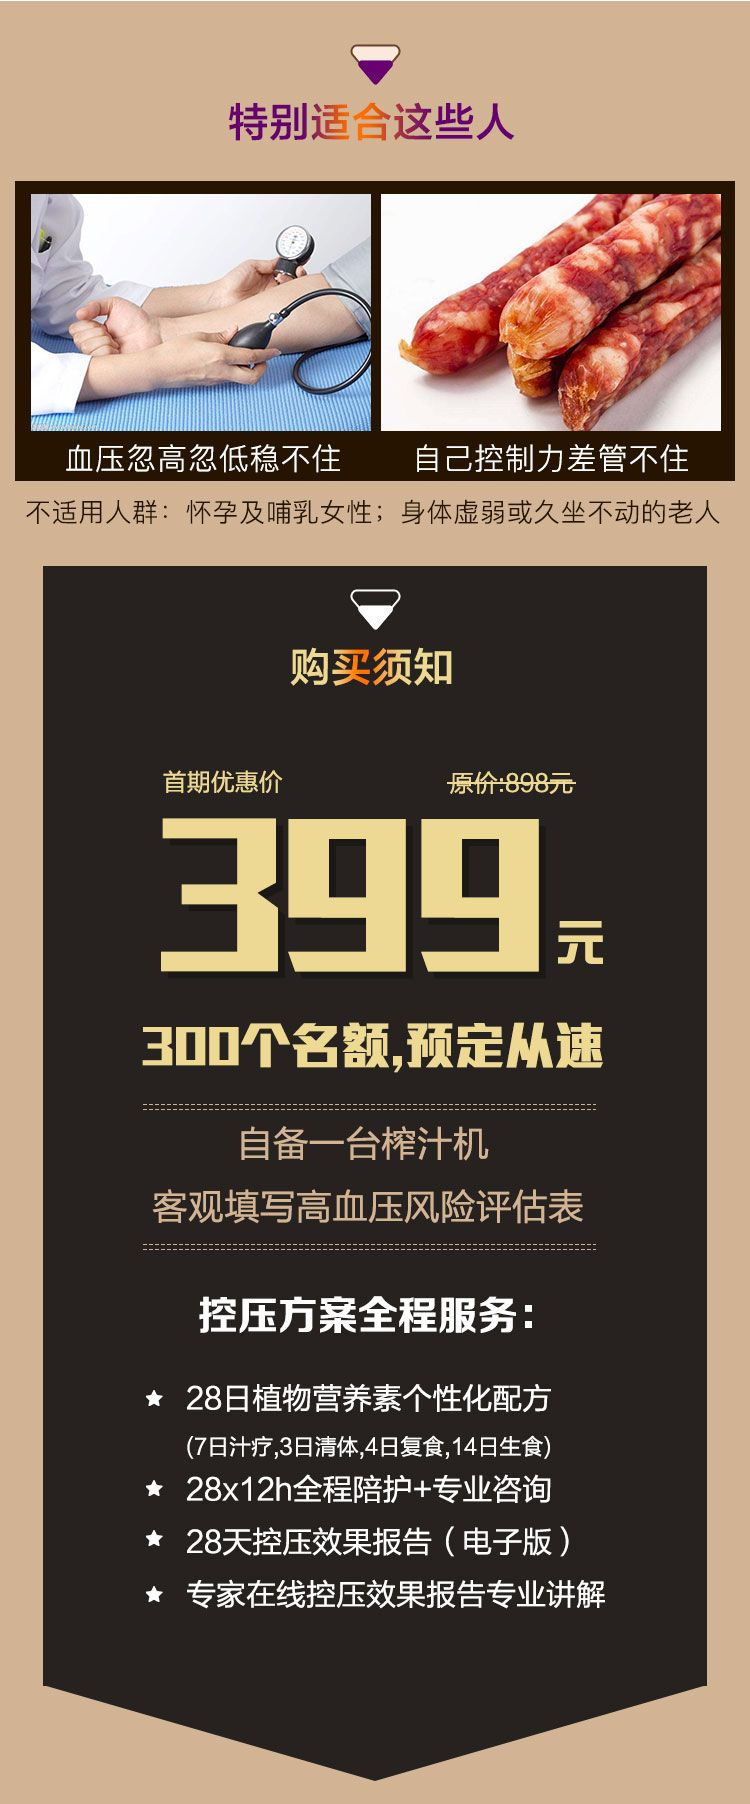 特别适合这些人
血压忽高忽低稳不住
自己控制力差管不住
不适用人群：怀孕及哺乳女性；身体虚弱或久坐不动的老人
购买须知
首期优惠价
原价:898元
399元
300个名额,预定从速
自备一台榨汁机
客观填写高血压风险评估表
控压方案全程服务：
28日植物营养素个性化配方
(7日汁疗,3日清体,4日复食,14日生食)
28x12h全程陪护+专业咨询
28天控压效果报告（电子版）
专家在线控压效果报告专业讲解